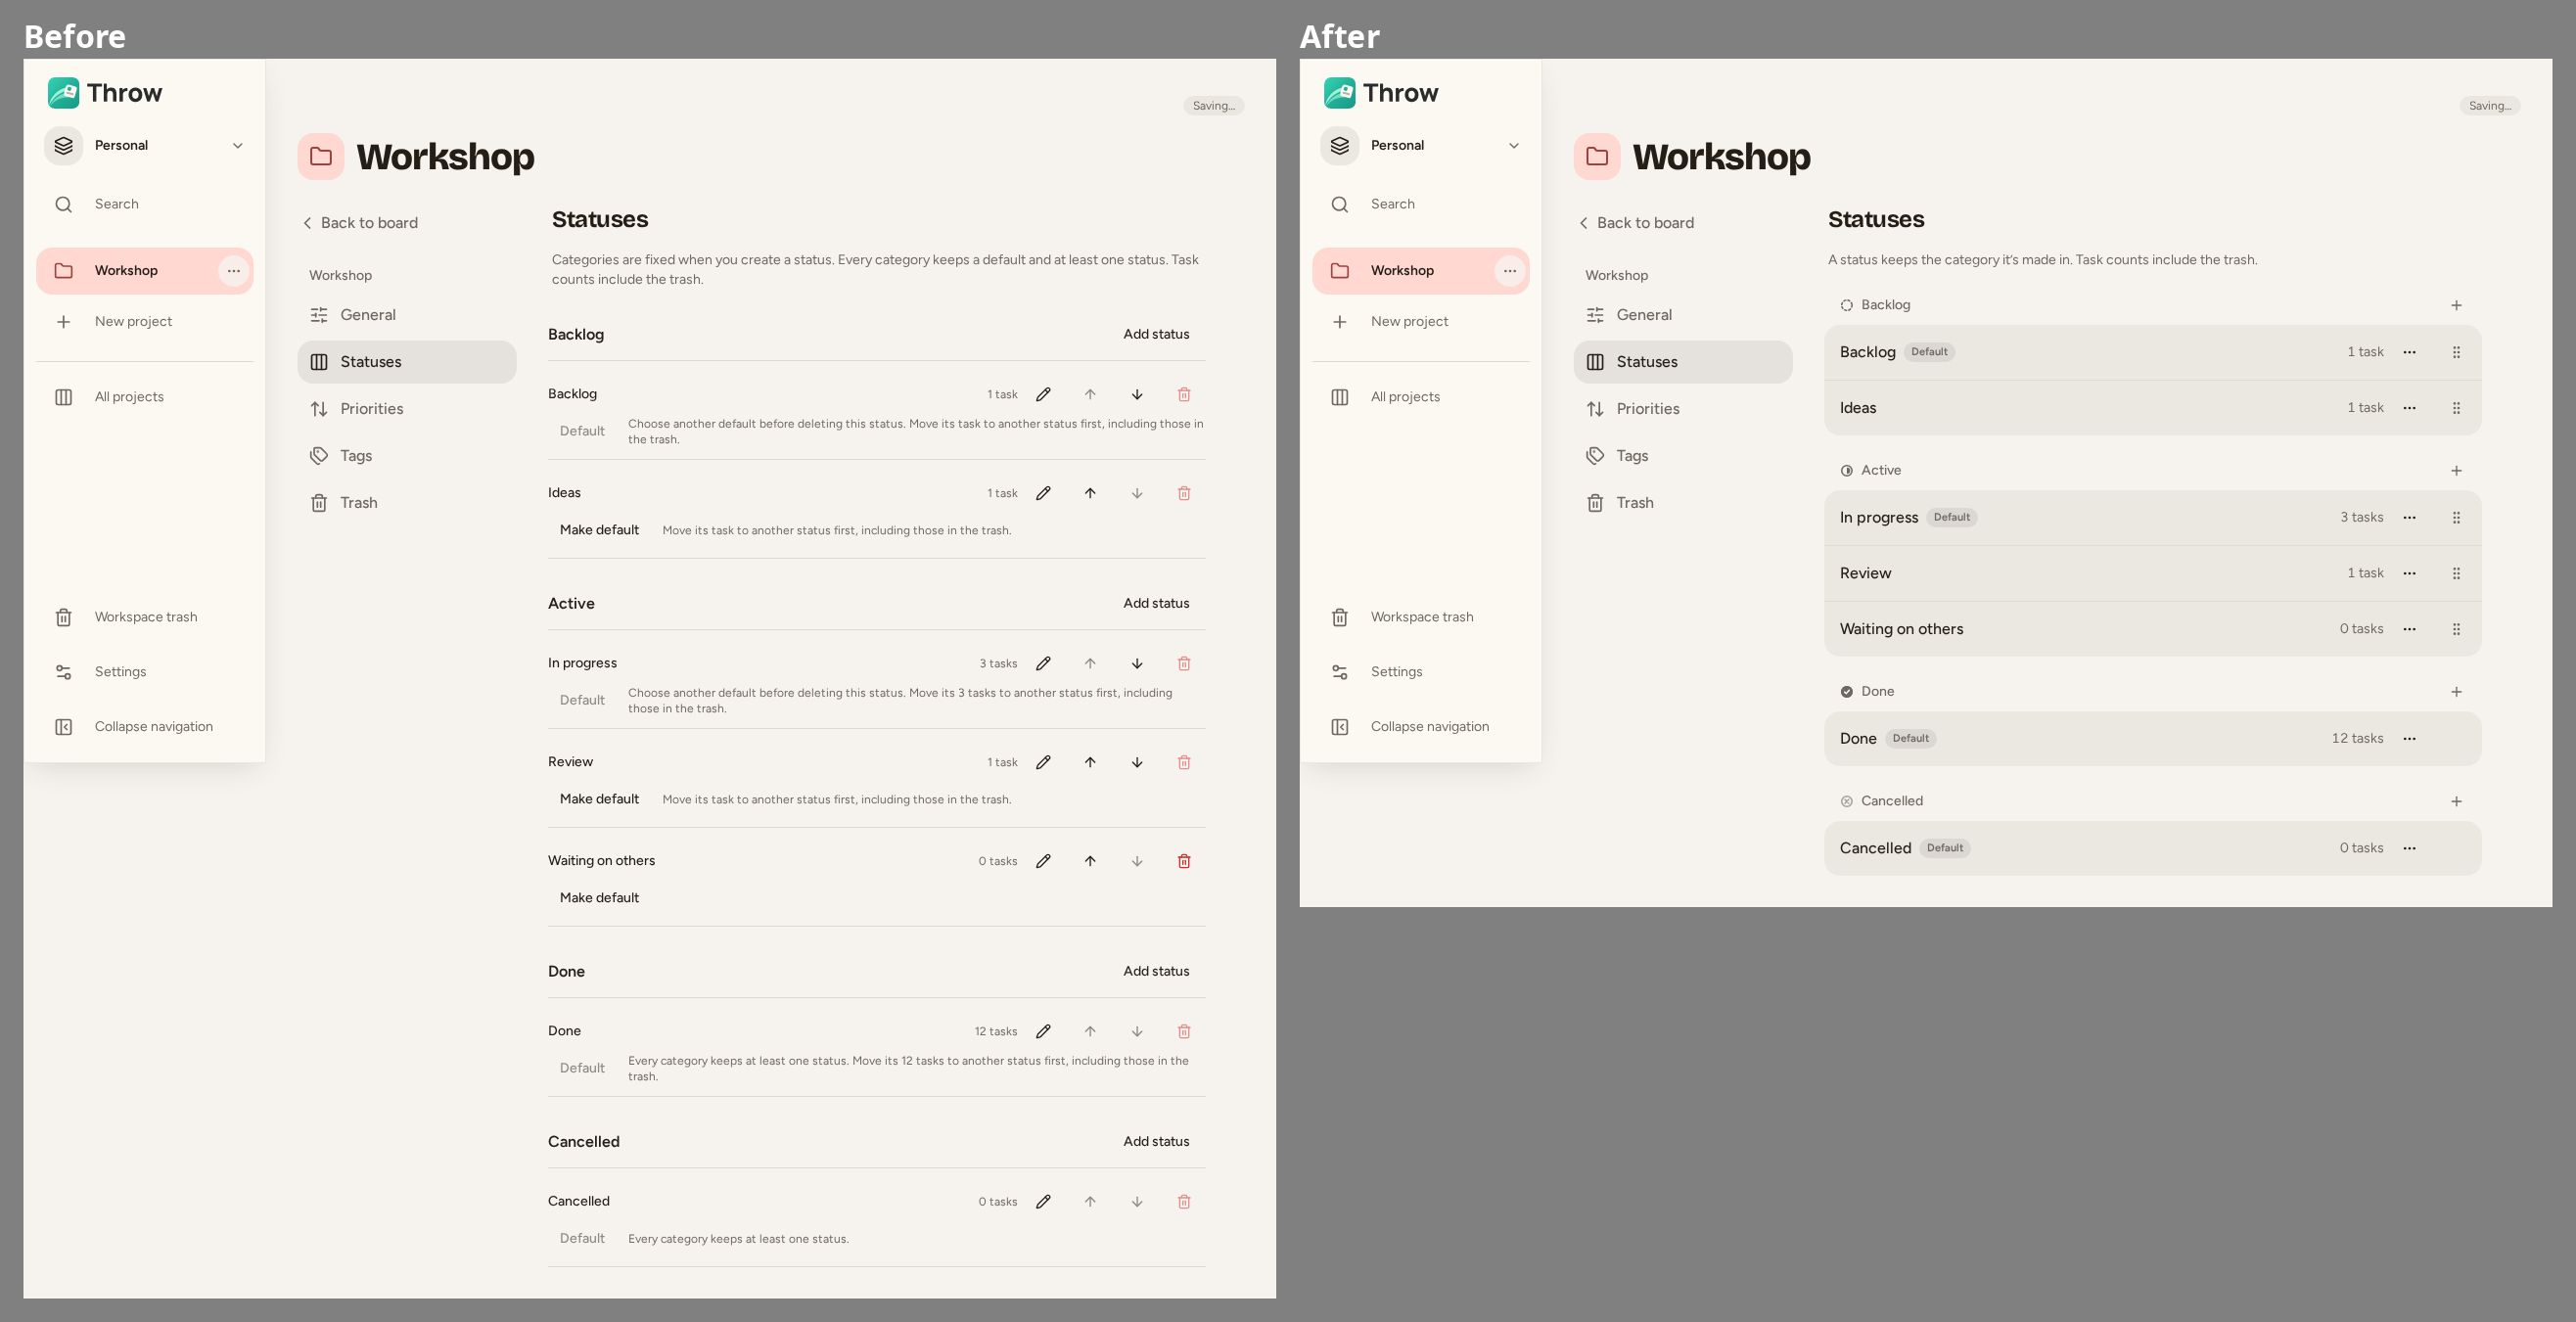 Before
Throw
Personal
Search
Workshop
New project
All projects
Workspace trash
Settings
Collapse navigation
Saving...
Workshop
Back to board
Workshop
General
Statuses
Priorities
Tags
Trash
Statuses
Categories are fixed when you create a status. Every category keeps a default and at least one status. Task
counts include the trash.
Backlog Add status
Backlog 1 task
Default Choose another default before deleting this status. Move its task to another status first, including those in
the trash.
Ideas 1 task
Make default Move its task to another status first, including those in the trash.
Active Add status
In progress 3 tasks
Default Choose another default before deleting this status. Move its 3 tasks to another status first, including
those in the trash.
Review 1 task
Make default Move its task to another status first, including those in the trash.
Waiting on others 0 tasks
Make default
Done Add status
Done 12 tasks
Default Every category keeps at least one status. Move its 12 tasks to another status first, including those in the
trash.
Cancelled Add status
Cancelled 0 tasks
Default Every category keeps at least one status.
After
Throw
Personal
Search
Workshop
New project
All projects
Workspace trash
Settings
Collapse navigation
Saving...
Workshop
Back to board
Workshop
General
Statuses
Priorities
Tags
Trash
Statuses
A status keeps the category it's made in. Task counts include the trash.
Backlog
Backlog Default 1 task
Ideas 1 task
Active
In progress Default 3 tasks
Review 1 task
Waiting on others 0 tasks
Done
Done Default 12 tasks
Cancelled
Cancelled Default 0 tasks